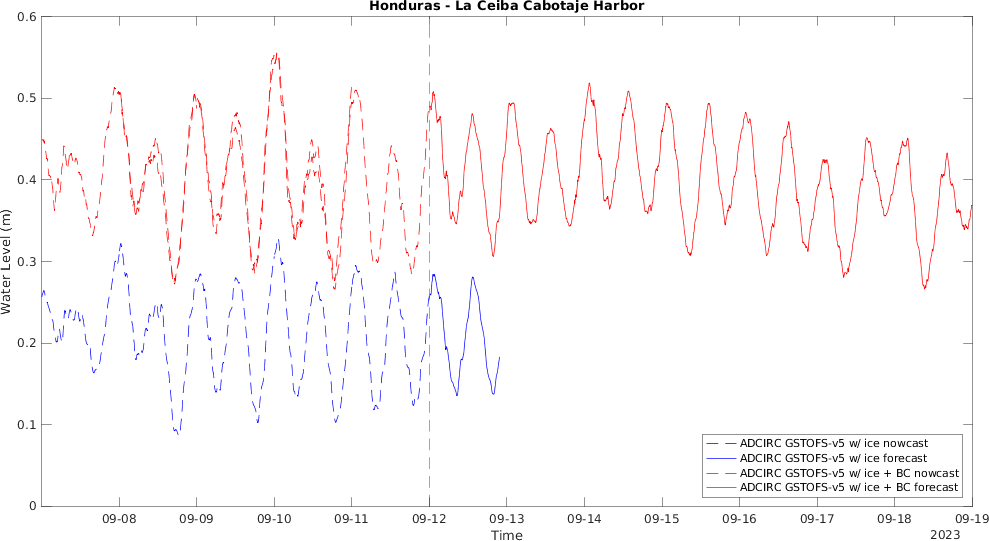 Honduras - La Ceiba Cabotaje Harbor
Water Level (m)
0.6
0.5
0.4
0.3
0.2
0.1
0
09-08 09-09 09-10 09-11 09-12 09-13 09-14 09-15 09-16 09-17 09-18 09-19
Time
2023
ADCIRC GSTOFS-v5 w/ ice nowcast
ADCIRC GSTOFS-v5 w/ ice forecast
ADCIRC GSTOFS-v5 w/ ice + BC nowcast
ADCIRC GSTOFS-v5 w/ ice + BC forecast